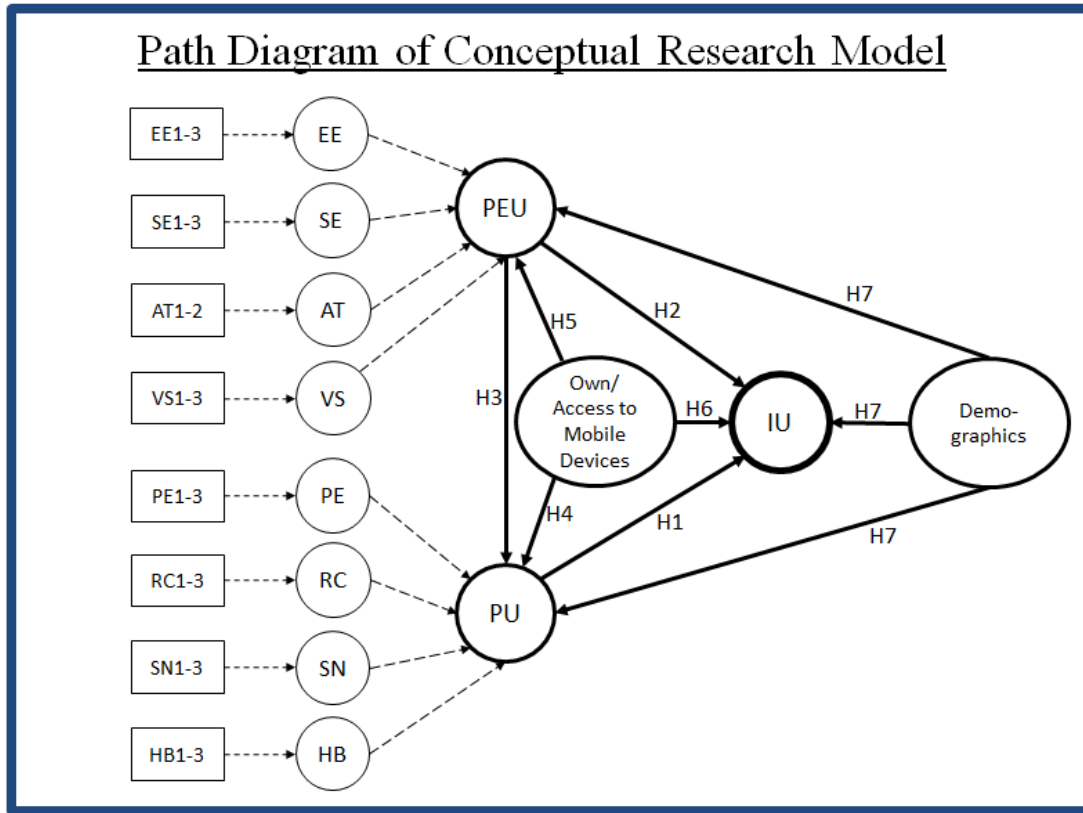 Path Diagram of Conceptual Research Model
EE1-3
EE
SE1-3
SE
PEU
AT1-2
AT
VS1-3
VS
H7
H2
H5
H3
Own/
Access to
Mobile
Devices
H6
IU
H7
Demo-
graphics
PE1-3
PE
H4
H1
H7
RC1-3
RC
PU
SN1-3
SN
HB1-3
HB